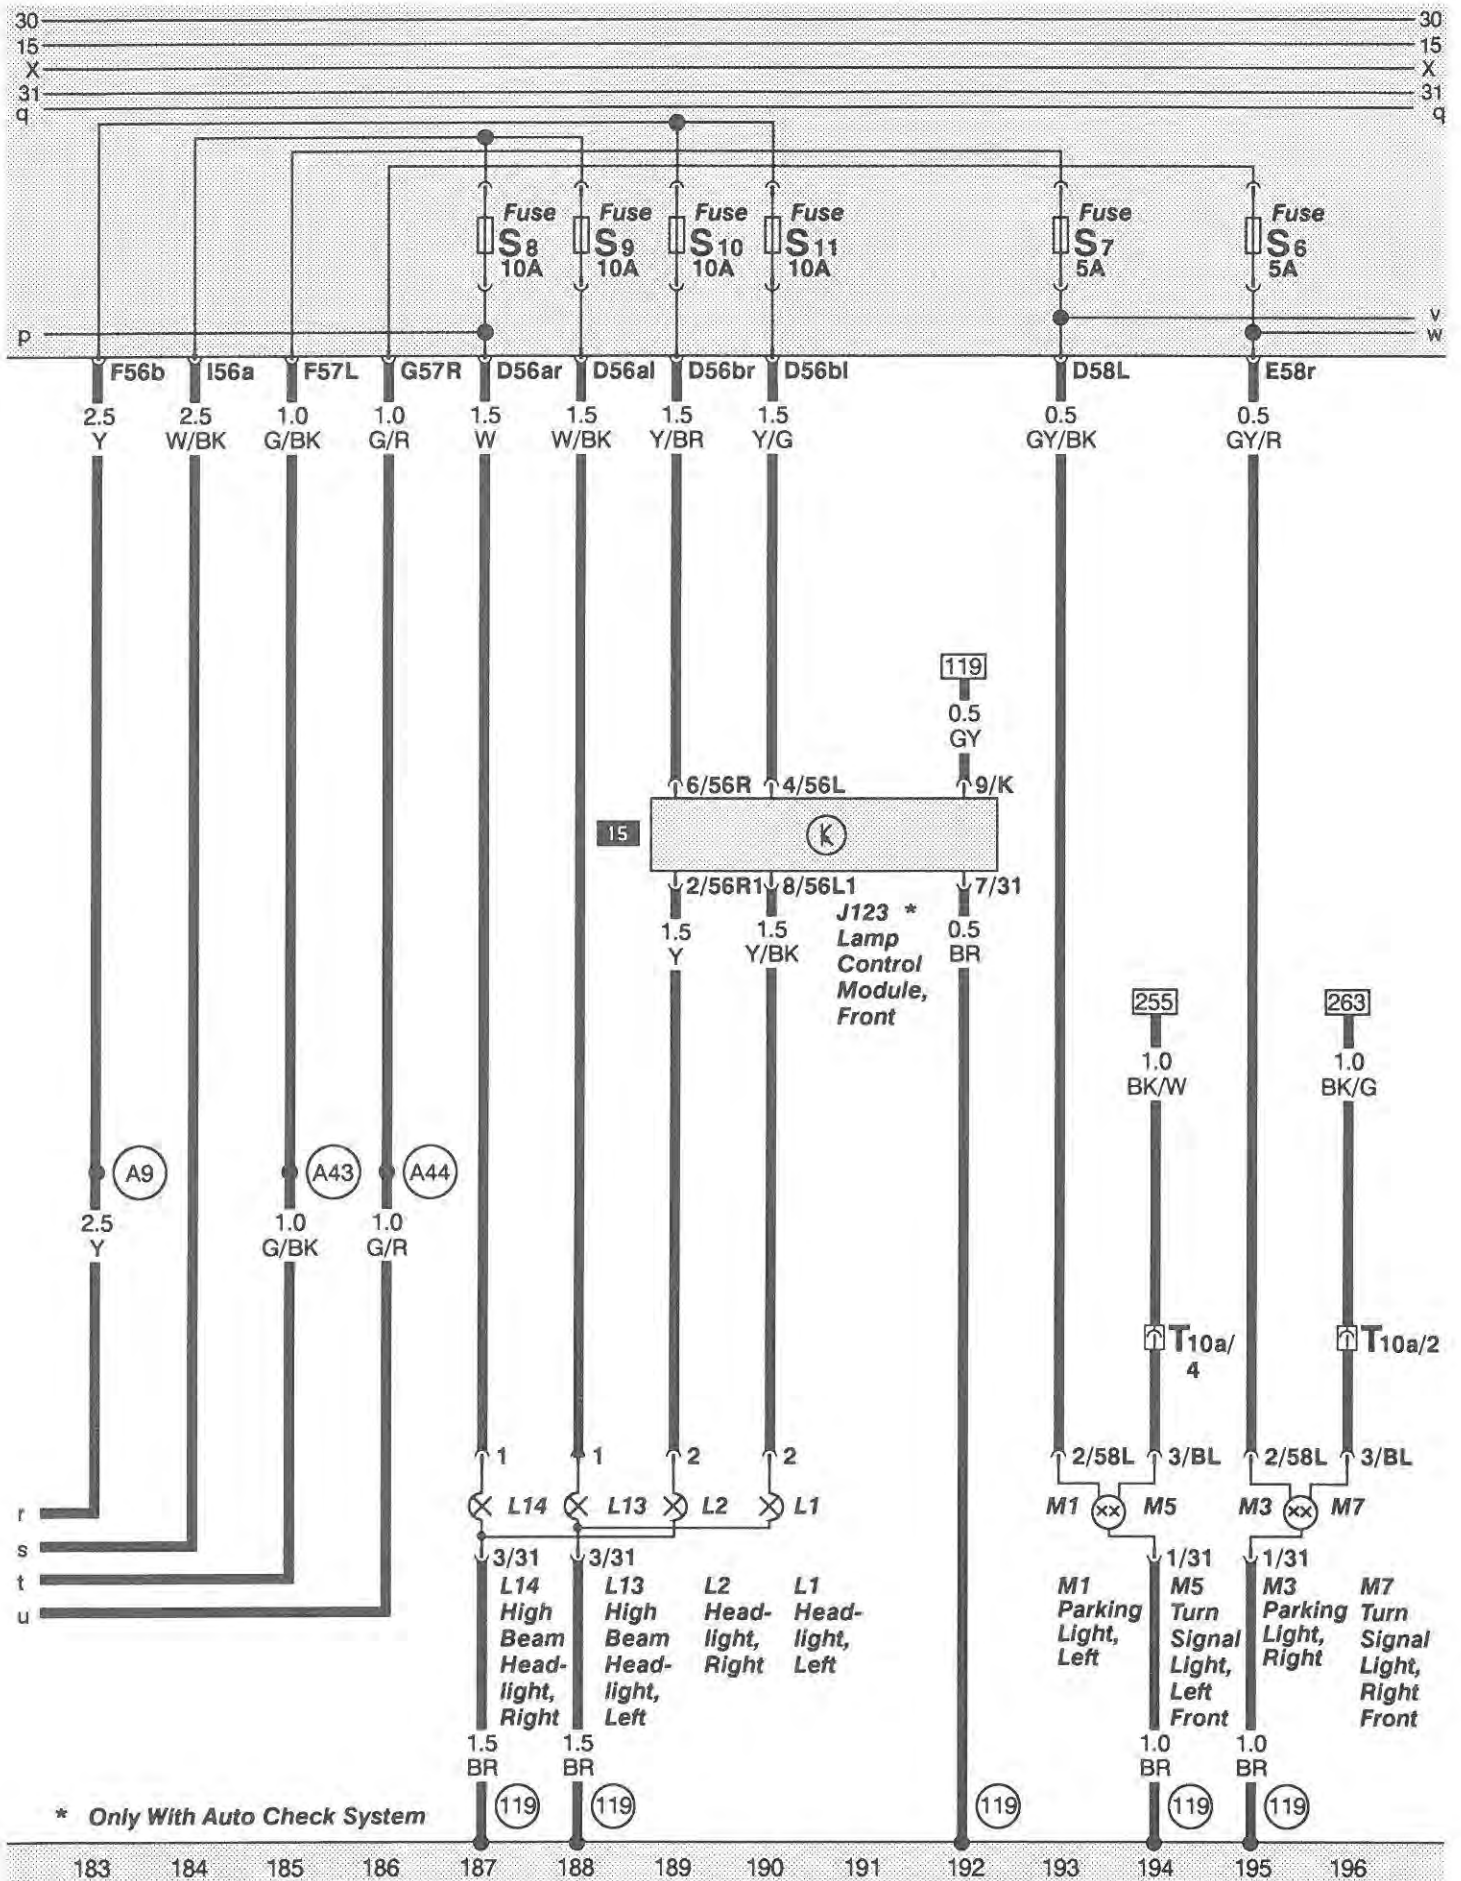 30 30
15 15
X X
31 31
q q
Fuse Fuse Fuse Fuse Fuse Fuse
S8 S9 S10 S11 S7 S6
10A 10A 10A 10A 5A 5A
v
p w
F56b I56a F57L G57R D56ar D56al D56br D56bl D58L E58r
2.5 2.5 1.0 1.0 1.5 1.5 1.5 1.5 0.5 0.5
Y W/BK G/BK G/R W W/BK Y/BR Y/G GY/BK GY/R
119
0.5
GY
6/56R 4/56L 9/K
15 K
2/56R1 8/56L1 7/31
J123 *
Lamp
Control
Module,
Front
1.5 1.5 0.5
Y Y/BK BR
255 263
1.0 1.0
BK/W BK/G
A9 A43 A44
2.5 1.0 1.0
Y G/BK G/R
T10a/
4
T10a/2
1 1 2 2 2/58L 3/BL 2/58L 3/BL
r L14 L13 L2 L1 M1 M5 M3 M7
s
3/31 3/31 1/31 1/31
t
u
L14
High
Beam
Head-
light,
Right
L13
High
Beam
Head-
light,
Left
L2
Head-
light,
Right
L1
Head-
light,
Left
M1
Parking
Light,
Left
M5
Turn
Signal
Light,
Left
Front
M3
Parking
Light,
Right
M7
Turn
Signal
Light,
Right
Front
1.5 1.5 1.0 1.0
BR BR BR BR
119 119 119 119 119
* Only With Auto Check System
183 184 185 186 187 188 189 190 191 192 193 194 195 196